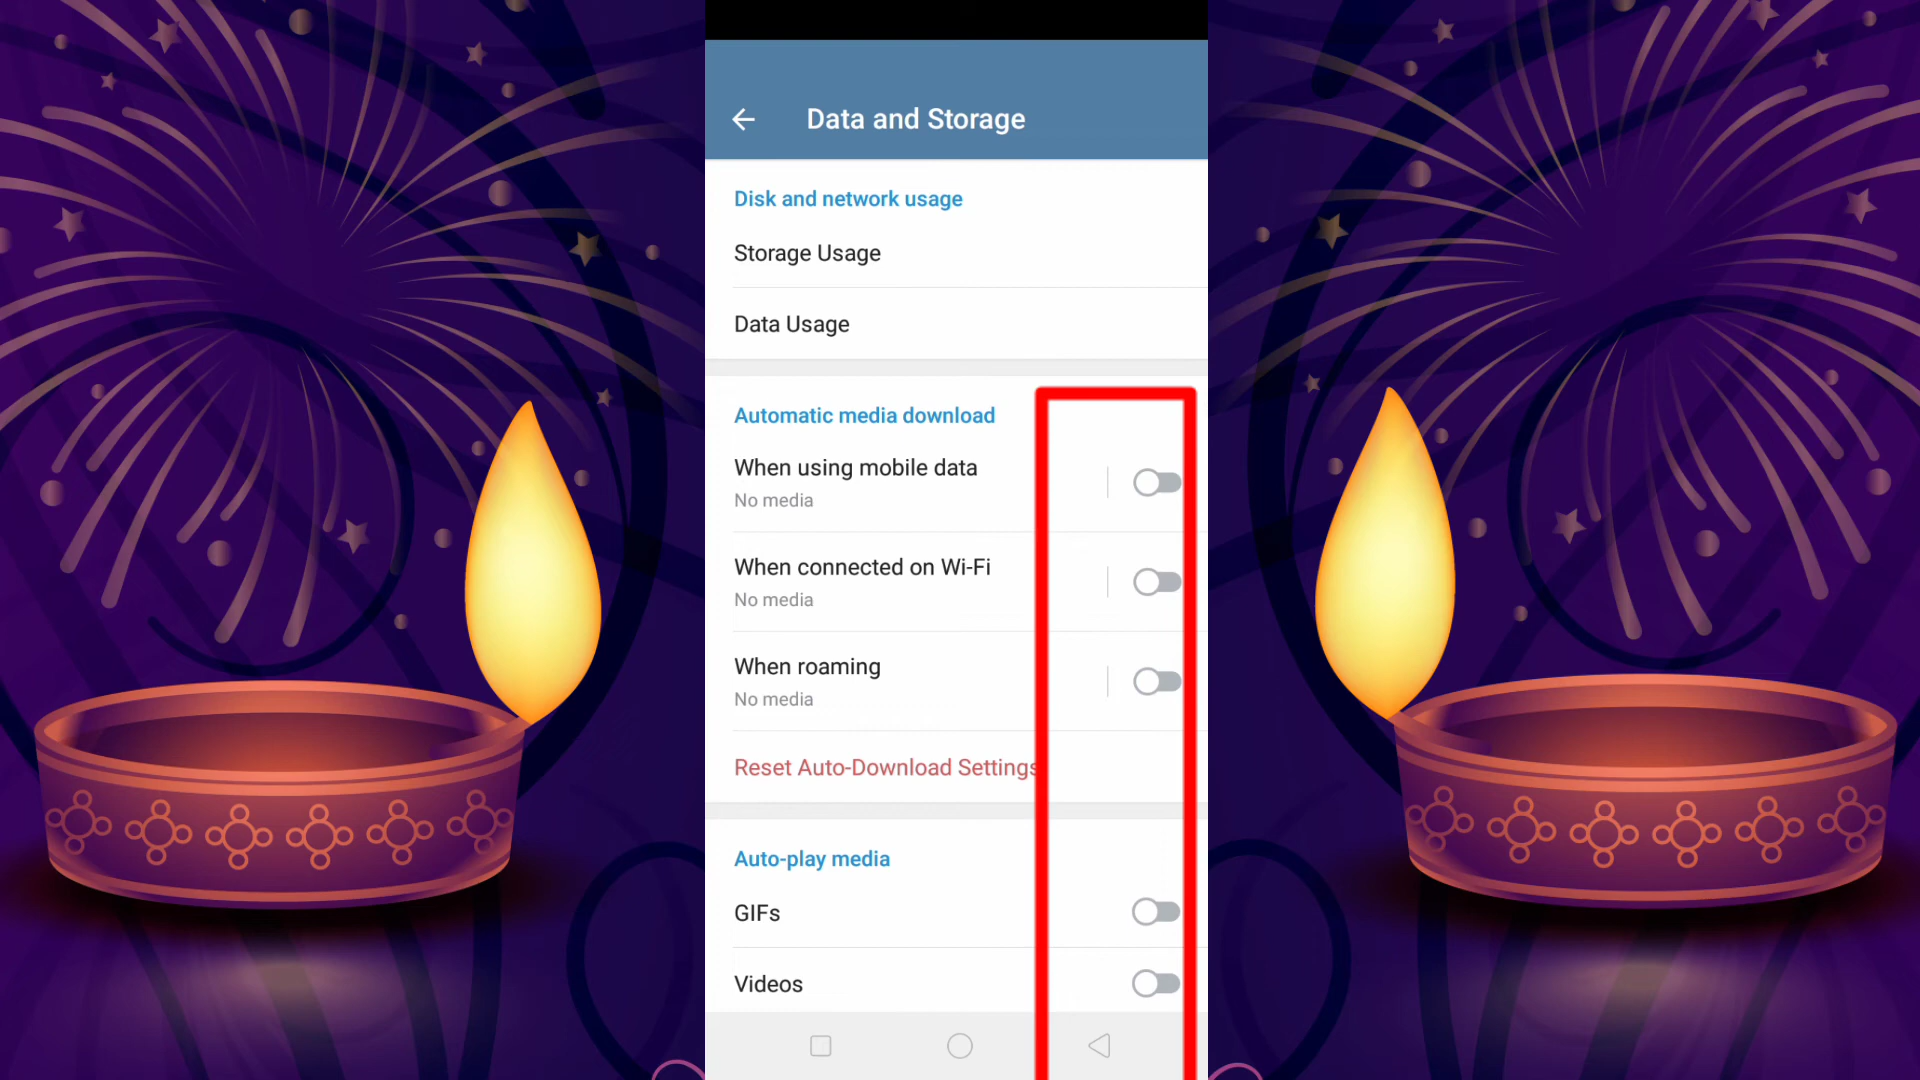 Data and Storage
Disk and network usage
Storage Usage
Data Usage
Automatic media download
When using mobile data
No media
When connected on Wi-Fi
No media
When roaming
No media
Reset Auto-Download Settings
Auto-play media
GIFs
Videos